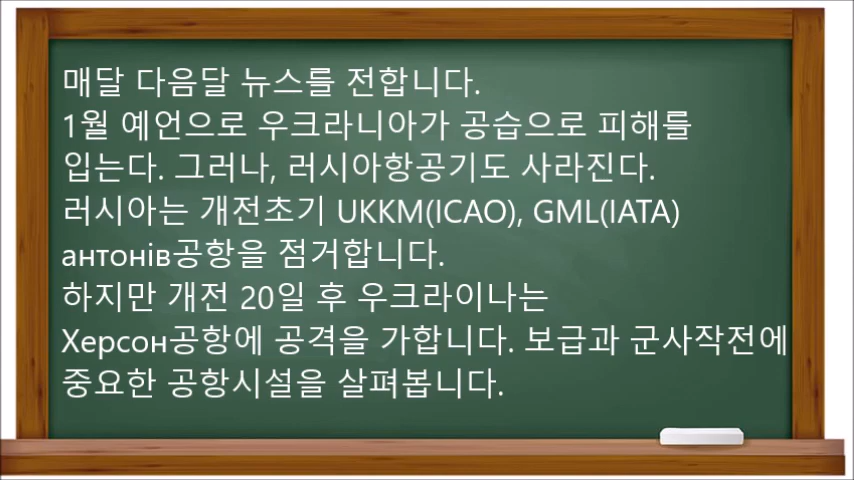 매달 다음달 뉴스를 전합니다.
1월 예언으로 우크라니아가 공습으로 피해를
입는다. 그러나, 러시아항공기도 사라진다.
러시아는 개전초기 UKKM(ICAO), GML(IATA)
антонів공항을 점거합니다.
하지만 개전 20일 후 우크라이나는
Херсон공항에 공격을 가합니다. 보급과 군사작전에
중요한 공항시설을 살펴봅니다.